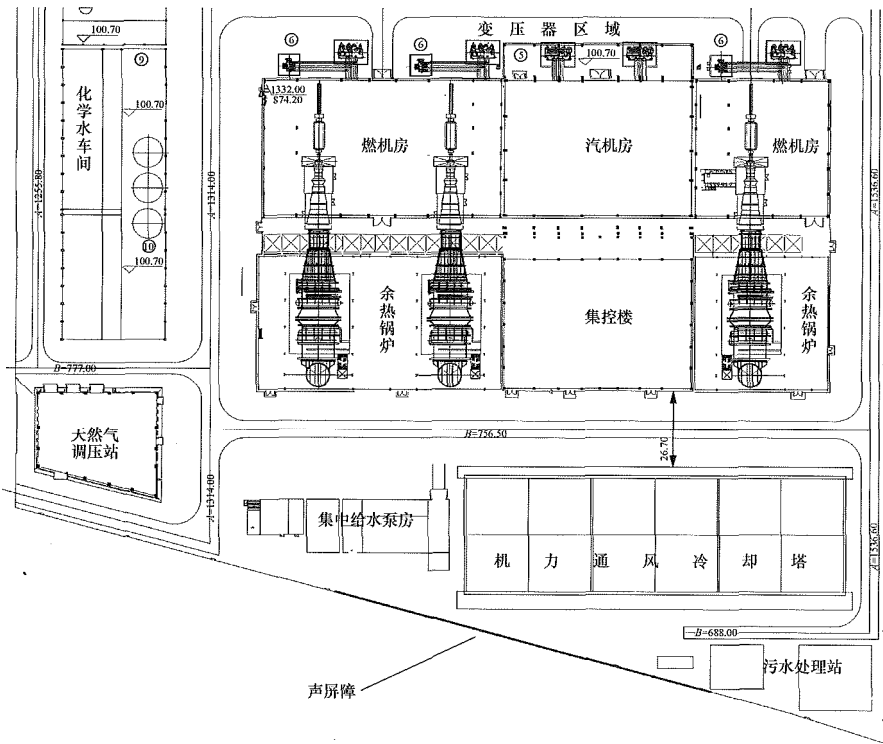 变压器区域
100.70
⑨
⑥
⑥
⑤
100.70
⑥
化学水车间
100.70
1332.00
874.20
燃机房
汽机房
燃机房
A=1255.80
A=1314.00
A=1536.60
⑩
100.70
余热锅炉
集控楼
余热锅炉
B=777.00
天然气
调压站
B=756.50
26.70
A=1314.00
集中给水泵房
机力通风冷却塔
A=1536.60
B=688.00
污水处理站
声屏障